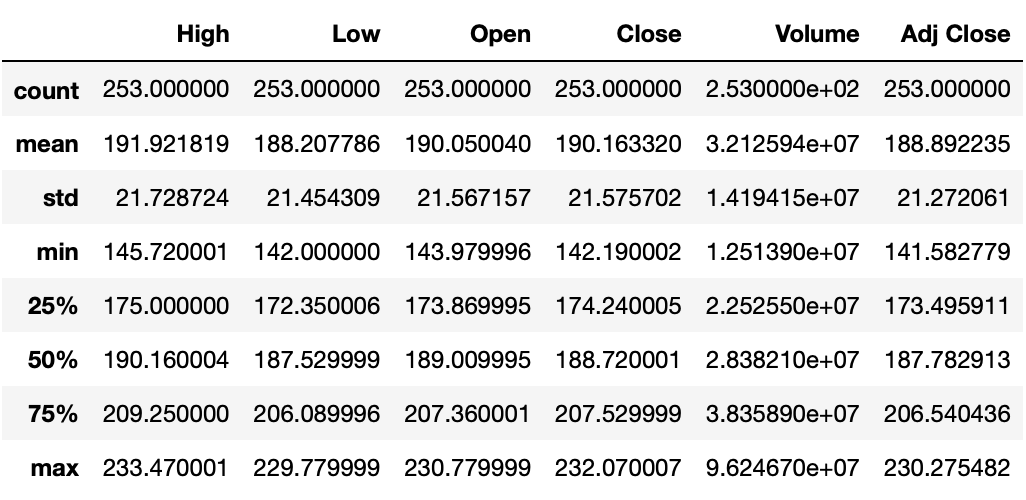 High Low Open Close Volume Adj Close
count 253.000000 253.000000 253.000000 253.000000 2.530000e+02 253.000000
mean 191.921819 188.207786 190.050040 190.163320 3.212594e+07 188.892235
std 21.728724 21.454309 21.567157 21.575702 1.419415e+07 21.272061
min 145.720001 142.000000 143.979996 142.190002 1.251390e+07 141.582779
25% 175.000000 172.350006 173.869995 174.240005 2.252550e+07 173.495911
50% 190.160004 187.529999 189.009995 188.720001 2.838210e+07 187.782913
75% 209.250000 206.089996 207.360001 207.529999 3.835890e+07 206.540436
max 233.470001 229.779999 230.779999 232.070007 9.624670e+07 230.275482